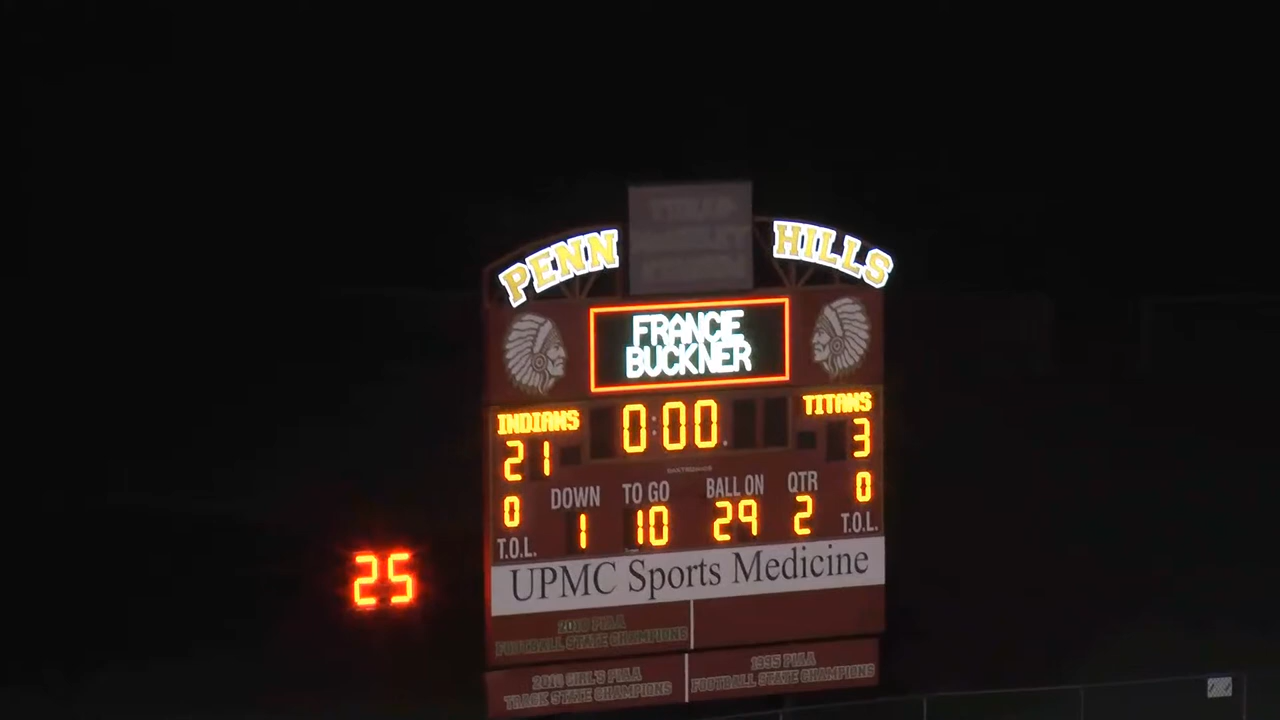 PENN HILLS
FRANCIE
BUCKNER
INDIANS 0:00 TITANS
21 3
DOWN TO GO BALL ON QTR
0 1 10 29 2 0
T.O.L. T.O.L.
UPMC Sports Medicine
25
FOOTBALL STATE CHAMPIONS
2010 GIRL'S PIAA
TRACK STATE CHAMPIONS
1995 PIAA
FOOTBALL STATE CHAMPIONS